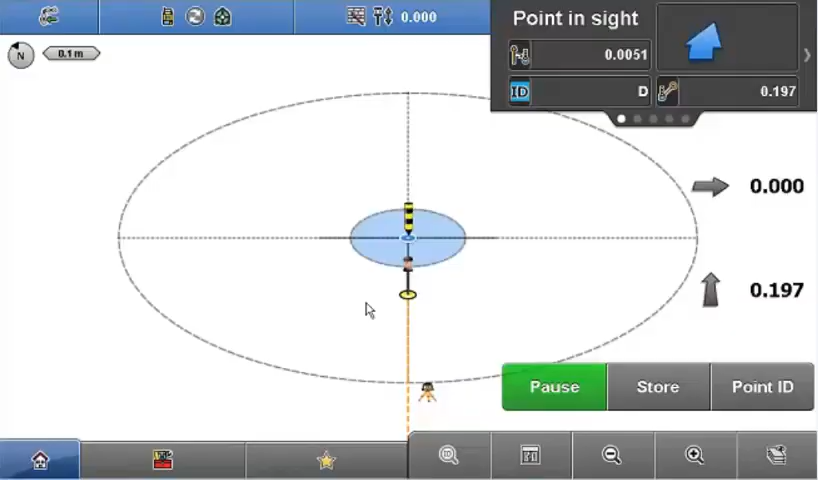 0.000
Point in sight
0.0051
ID
D
0.197
N
0.1 m
0.000
0.197
Pause
Store
Point ID